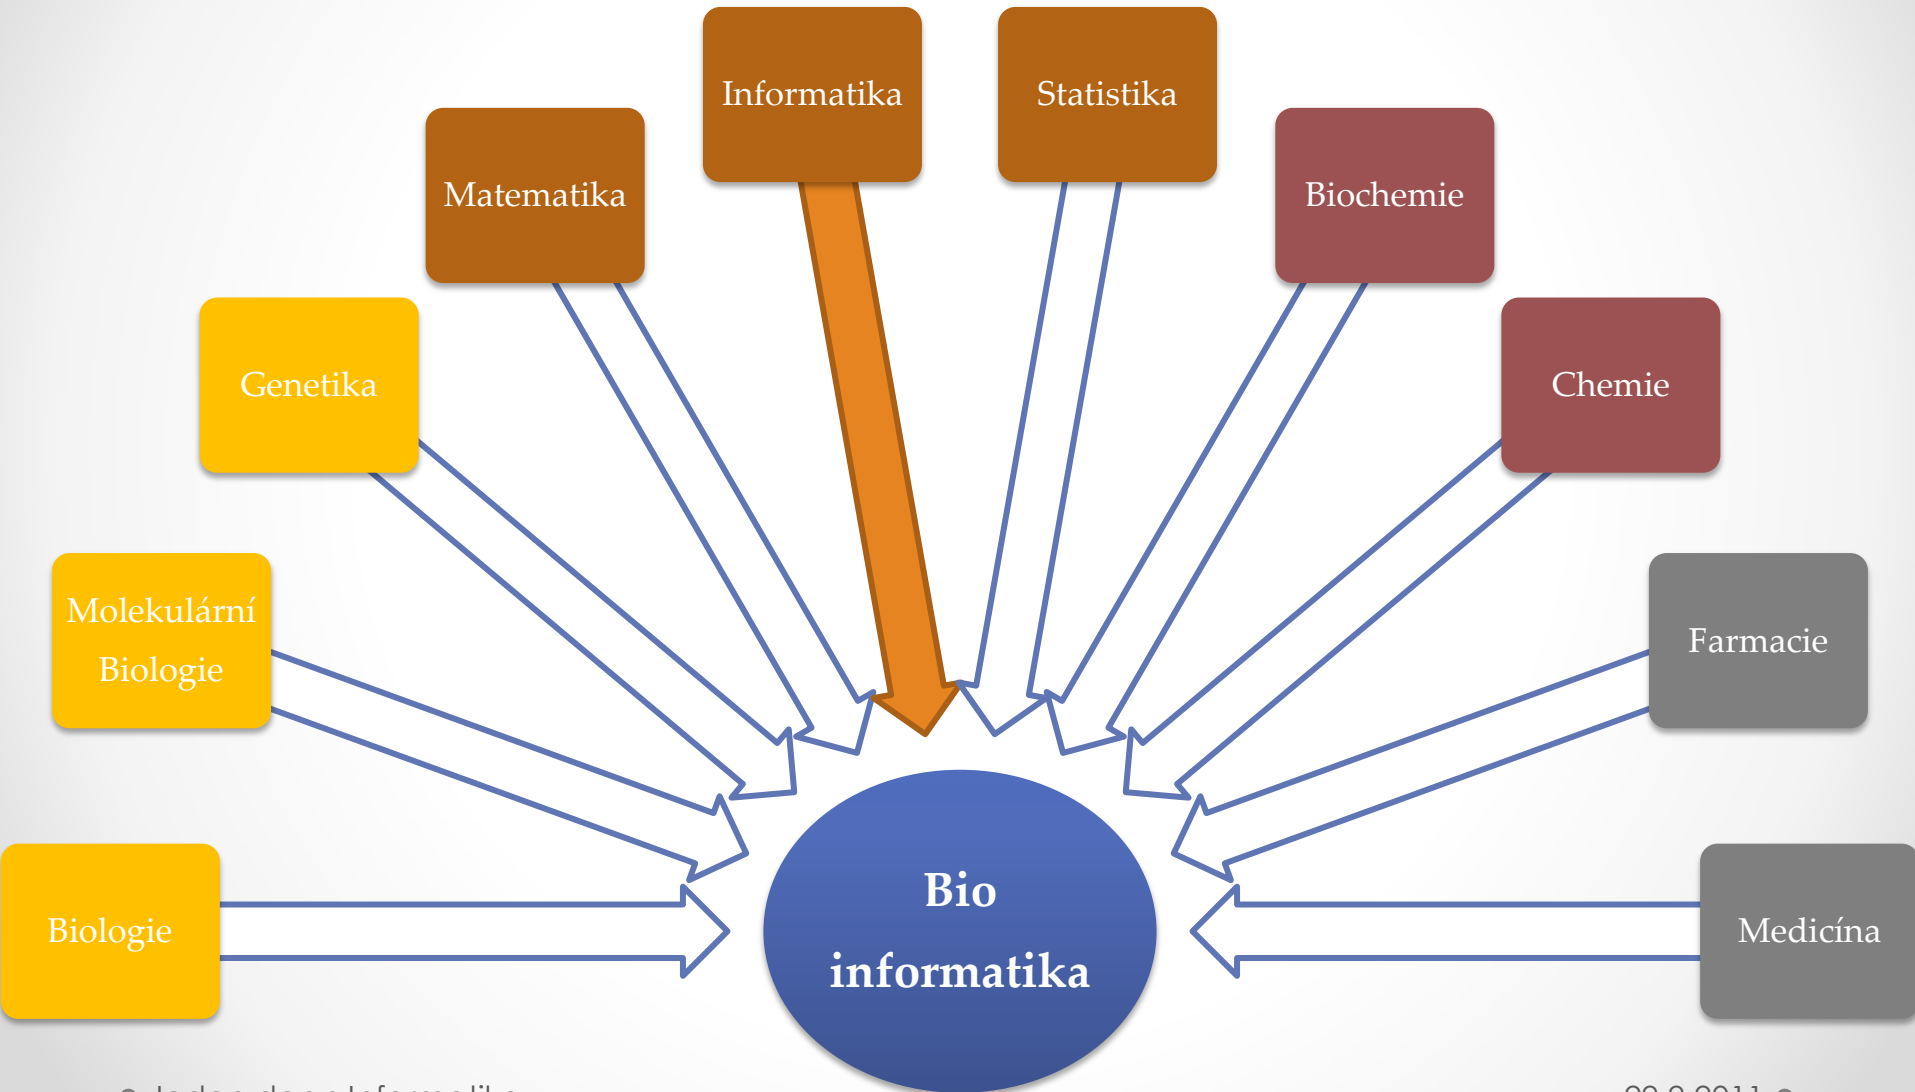 Informatika
Statistika
Matematika
Biochemie
Genetika
Chemie
Molekulární
Biologie
Farmacie
Biologie
Medicína
Bio
informatika